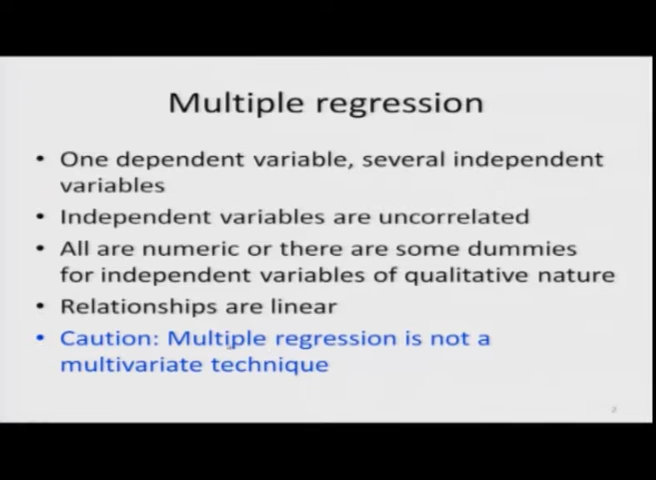 Multiple regression
• One dependent variable, several independent
variables
• Independent variables are uncorrelated
• All are numeric or there are some dummies
for independent variables of qualitative nature
• Relationships are linear
• Caution: Multiple regression is not a
multivariate technique
2